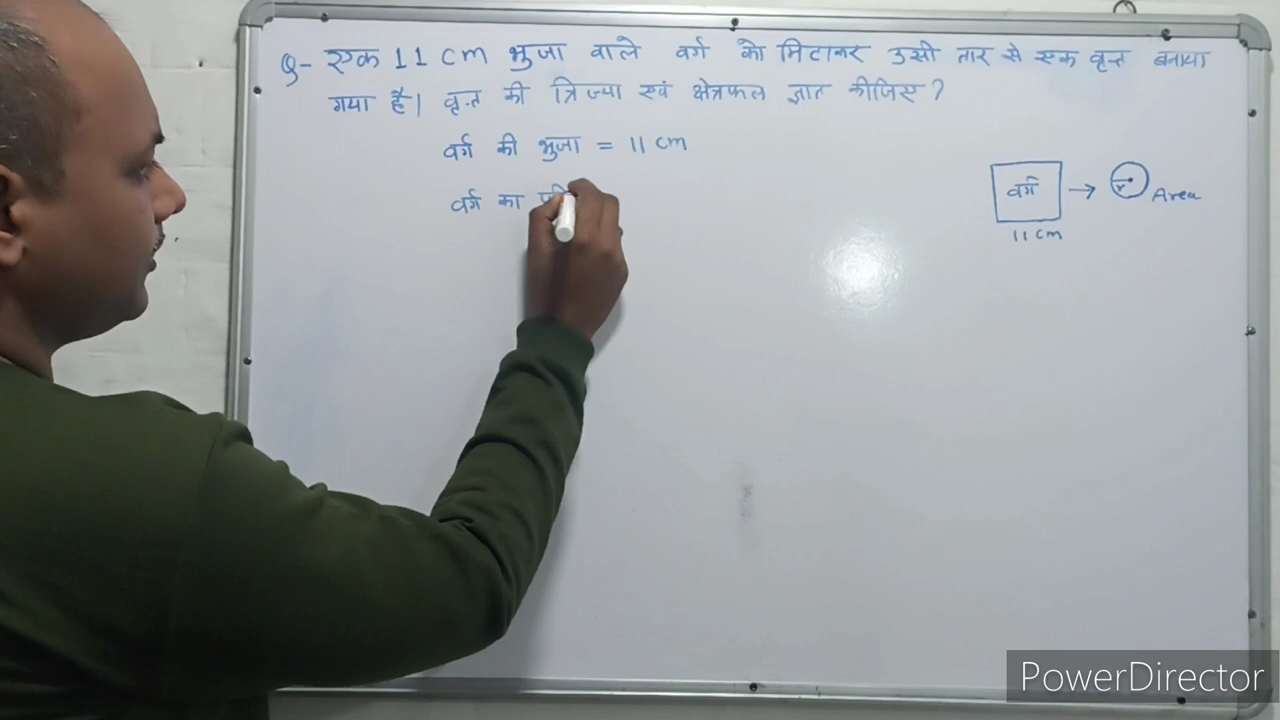 Q- एक 11 cm भुजा वाले वर्ग को मिटाकर उसी तार से एक वृत्त बनाया
गया है। वृत्त की त्रिज्या एवं क्षेत्रफल ज्ञात कीजिए ?
वर्ग की भुजा = 11 cm
वर्ग का परि
वर्ग → r Area
11 cm
PowerDirector